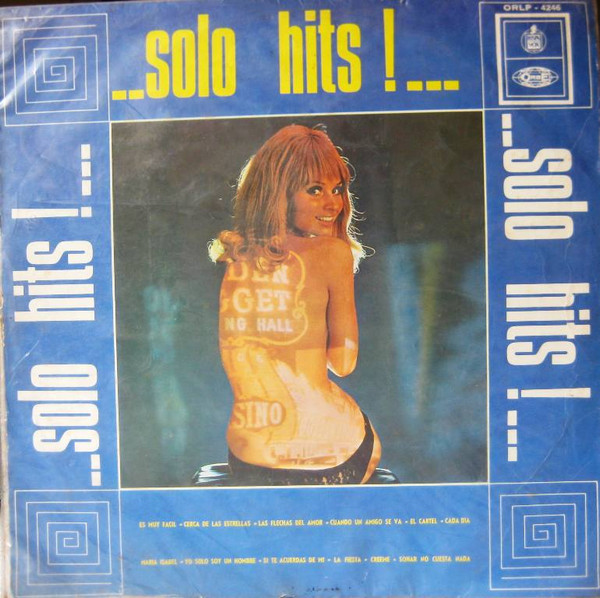 ORLP - 4246
..solo hits !...
ORBE
..solo hits !...
..solo hits !...
DEN
GET
NG HALL
SINO
ES MUY FACIL - CERCA DE LAS ESTRELLAS - LAS FLECHAS DEL AMOR - CUANDO UN AMIGO SE VA - EL CARTEL - CADA DIA
MARIA ISABEL - YO SOLO SOY UN HOMBRE - SI TE ACUERDAS DE MI - LA FIESTA - CREEME - SOÑAR NO CUESTA NADA